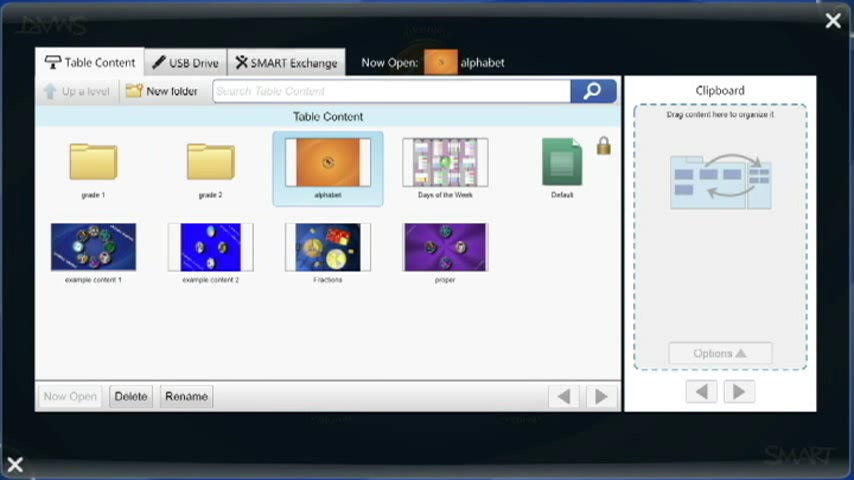 SMART
Table Content
USB Drive
SMART Exchange
Now Open:
alphabet
Up a level
New folder
Search Table Content
Table Content
grade 1
grade 2
alphabet
Days of the Week
Default
example content 1
example content 2
Fractions
proper
Now Open
Delete
Rename
Clipboard
Drag content here to organize it
Options
SMART